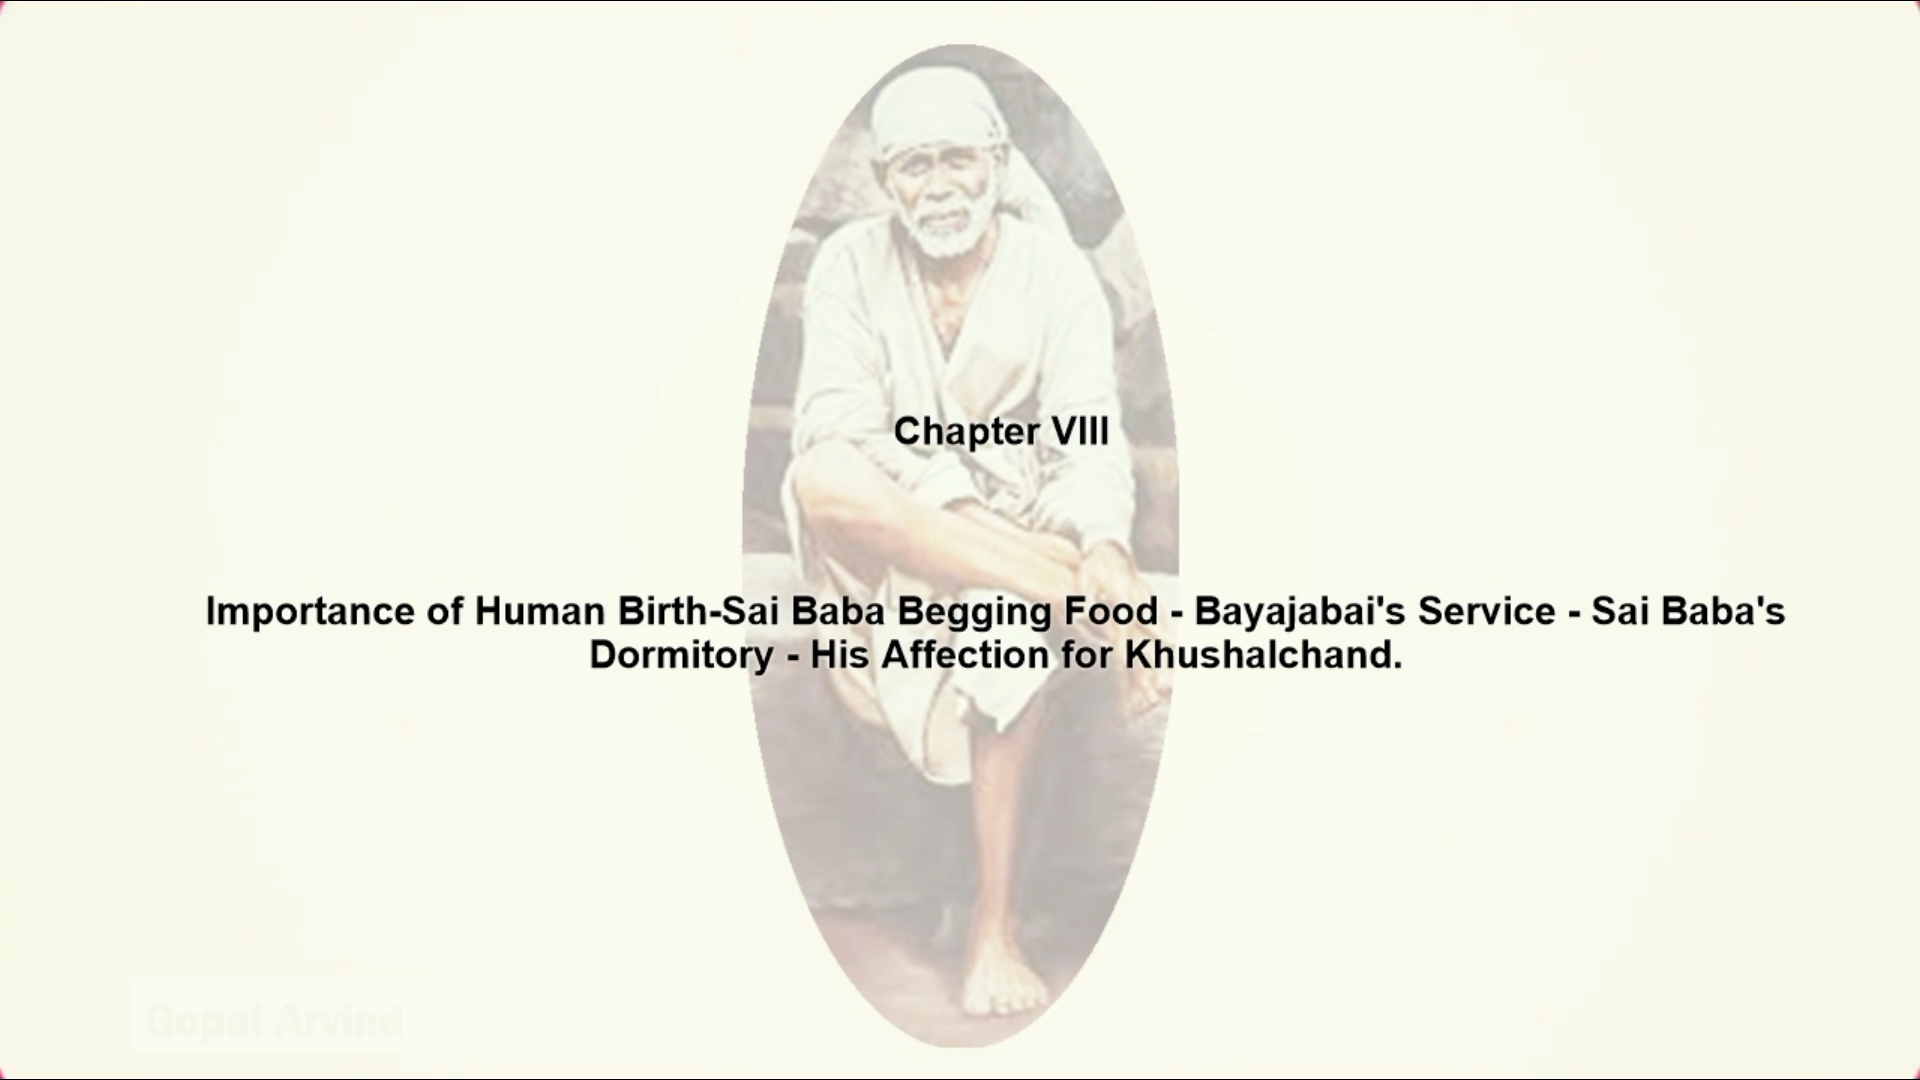 Chapter VIII
Importance of Human Birth-Sai Baba Begging Food - Bayajabai's Service - Sai Baba's
Dormitory - His Affection for Khushalchand.
Gopal Arvind